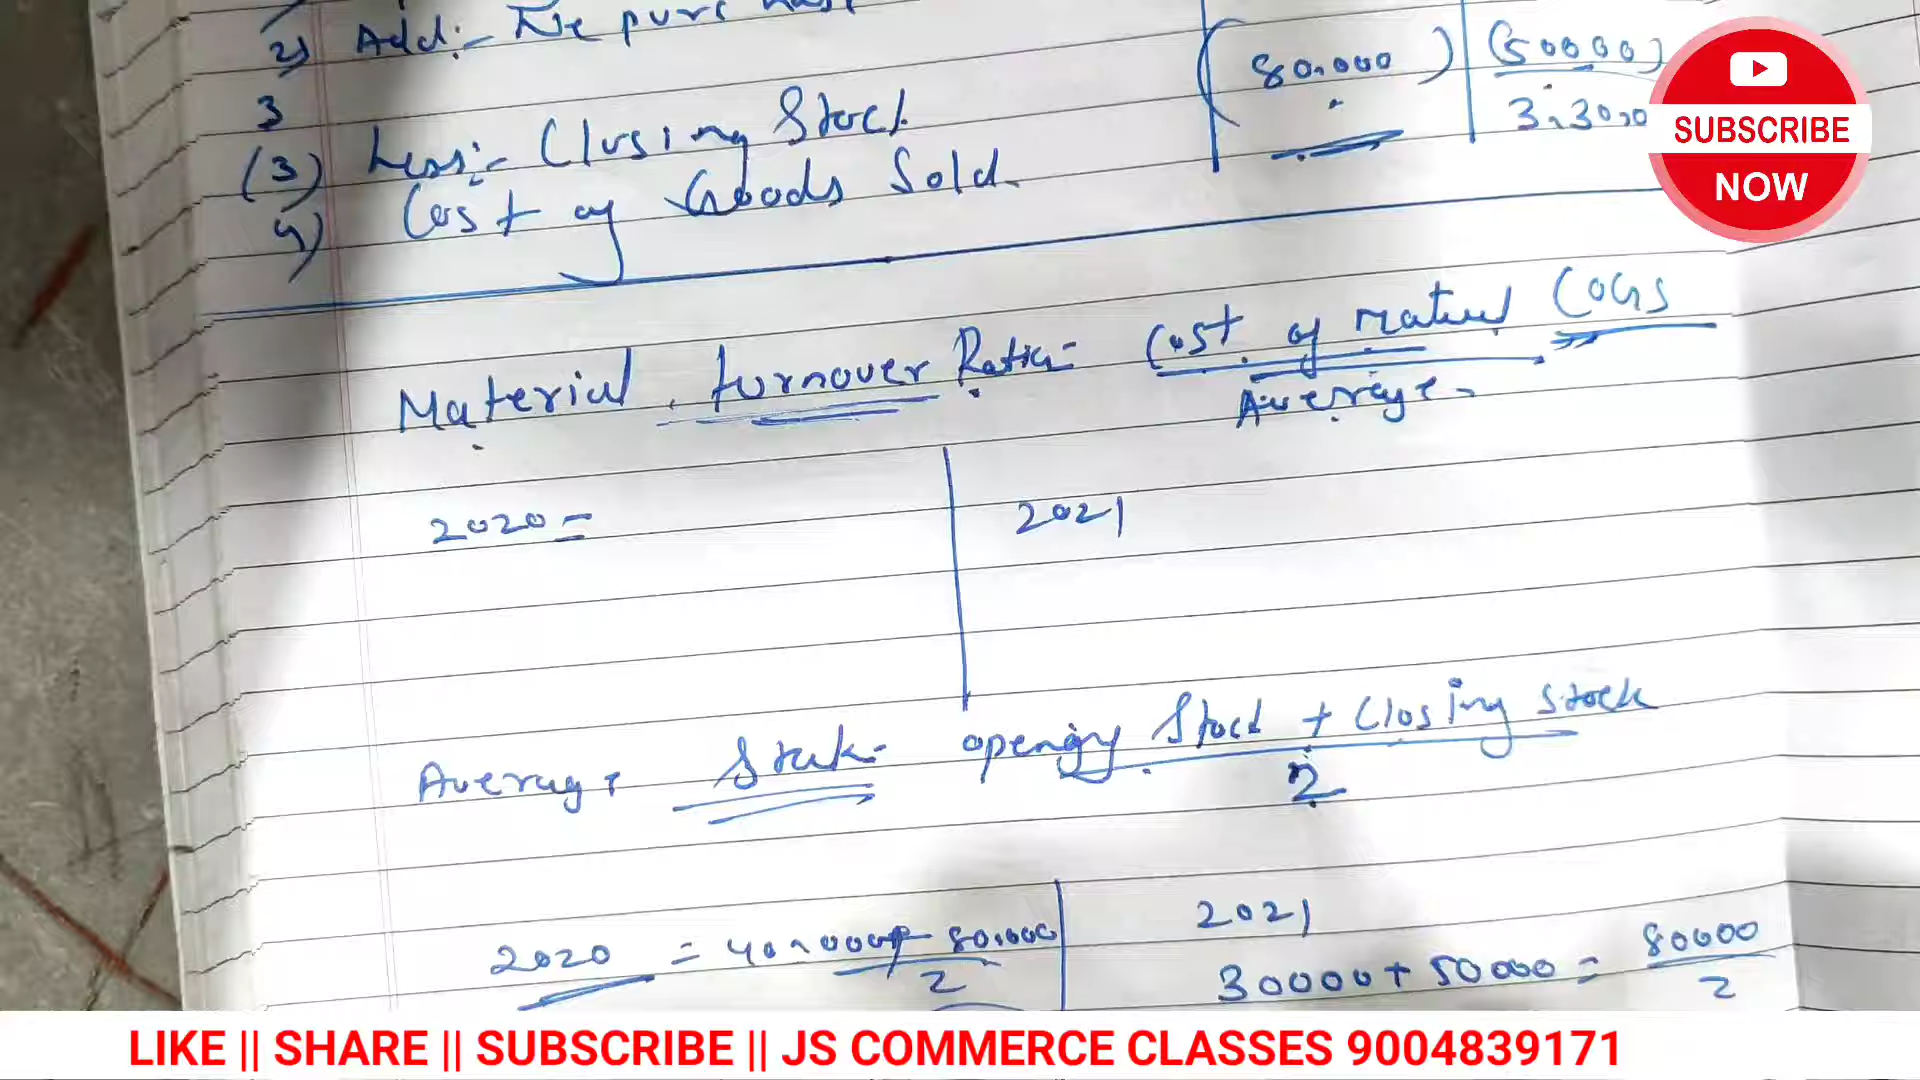 2) Add:- Ne purchase
(80,000) (50000)
3
3,30,0
(3) Less:- Closing Stock
4) Cost of Goods Sold
SUBSCRIBE
NOW
Material turnover Ratio = Cost of Material COGS
Average
2020 = 2021
Average Stock = opening Stock + Closing stock
2
2020 = 40,000 + 80,000
2
2021
30000 + 50000 = 80000
2
LIKE || SHARE || SUBSCRIBE || JS COMMERCE CLASSES 9004839171